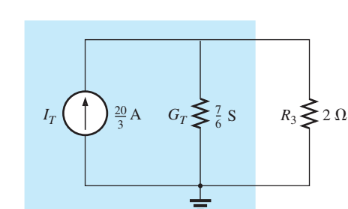 I_T 20/3 A G_T 7/6 S R_3 2 Ω